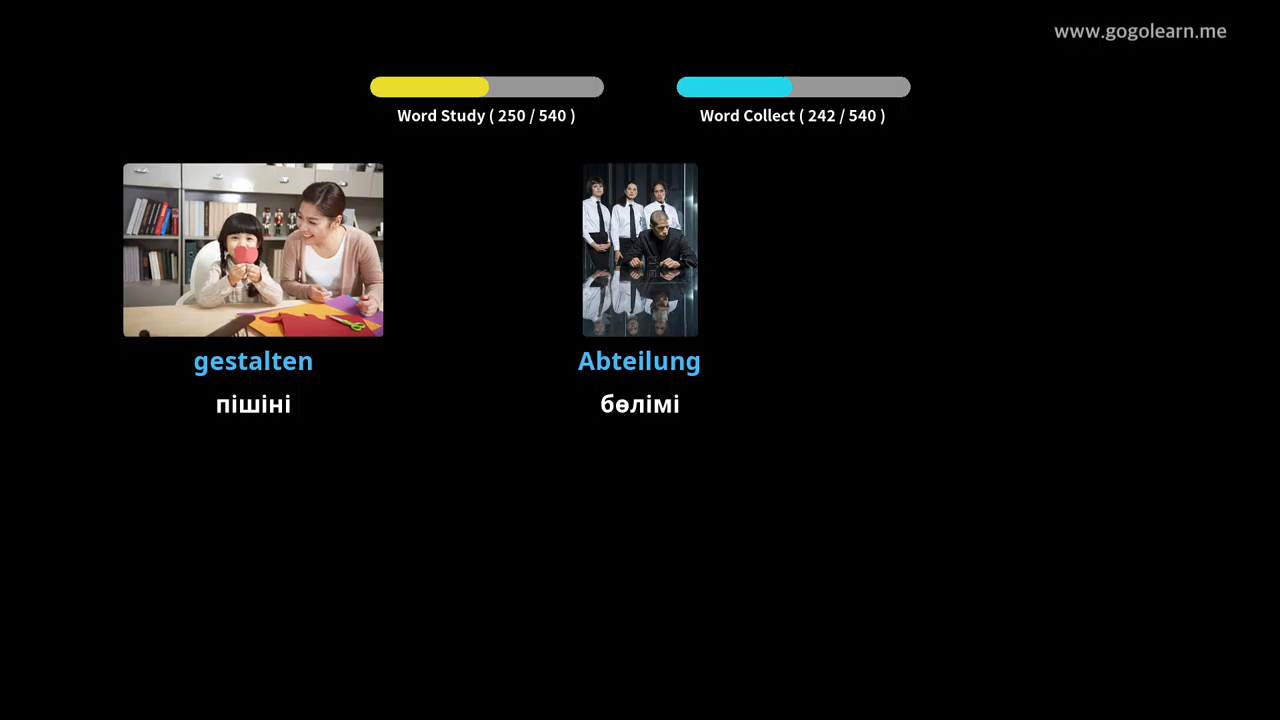 www.gogolearn.me
Word Study ( 250 / 540 )
Word Collect ( 242 / 540 )
gestalten
Abteilung
пішіні
бөлімі